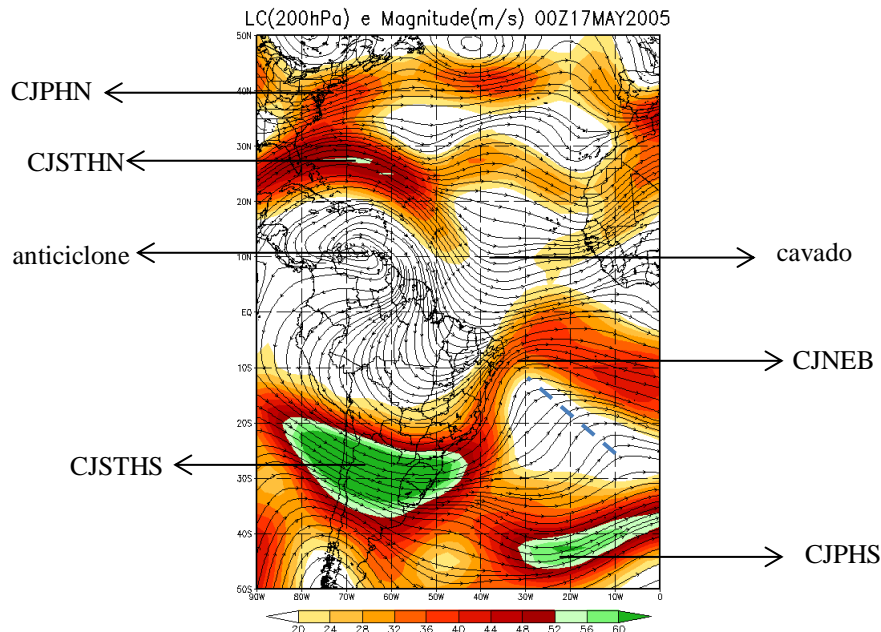 LC(200hPa) e Magnitude(m/s) 00Z17MAY2005
50N
CJPHN
40N
30N
CJSTHN
20N
anticiclone
10N
cavado
EQ
CJNEB
10S
20S
CJSTHS
30S
40S
CJPHS
50S
90W 80W 70W 60W 50W 40W 30W 20W 10W 0
20 24 28 32 36 40 44 48 52 56 60